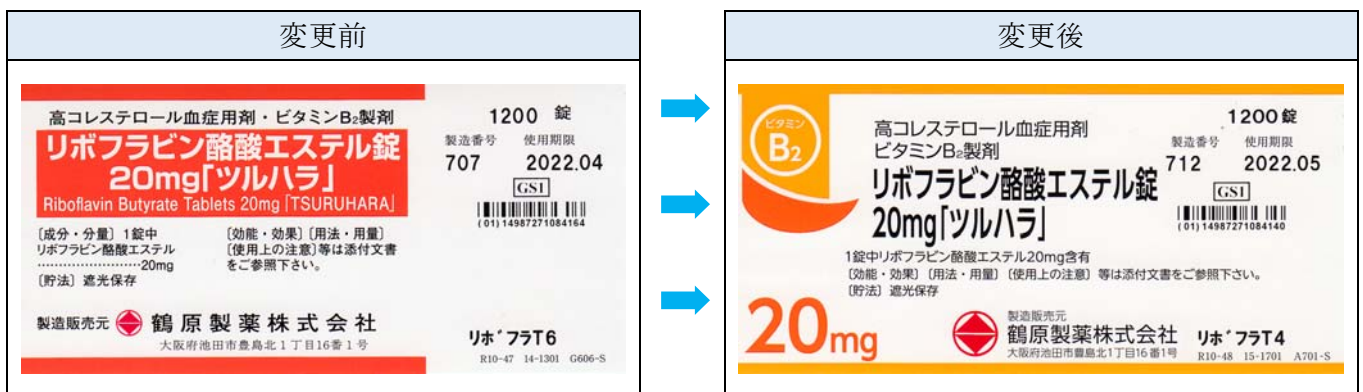 変更前
高コレステロール血症用剤・ビタミンB₂製剤
リボフラビン酪酸エステル錠
20mg「ツルハラ」
Riboflavin Butyrate Tablets 20mg「TSURUHARA」
〔成分・分量〕1錠中
リボフラビン酪酸エステル
……………………20mg
〔貯法〕遮光保存
〔効能・効果〕〔用法・用量〕
〔使用上の注意〕等は添付文書
をご参照下さい。
製造販売元 鶴原製薬株式会社
大阪府池田市豊島北1丁目16番1号
1200 錠
製造番号 使用期限
707 2022.04
GS1
(01)14987271084164
リボフラT6
R10-47 14-1301 G606-S
変更後
ビタミン
B₂
高コレステロール血症用剤
ビタミンB₂製剤
リボフラビン酪酸エステル錠
20mg「ツルハラ」
1錠中リボフラビン酪酸エステル20mg含有
〔効能・効果〕〔用法・用量〕〔使用上の注意〕等は添付文書をご参照下さい。
〔貯法〕遮光保存
20mg
製造販売元
鶴原製薬株式会社
大阪府池田市豊島北1丁目16番1号
1200錠
製造番号 使用期限
712 2022.05
GS1
(01)14987271084140
リボフラT4
R10-48 15-1701 A701-S